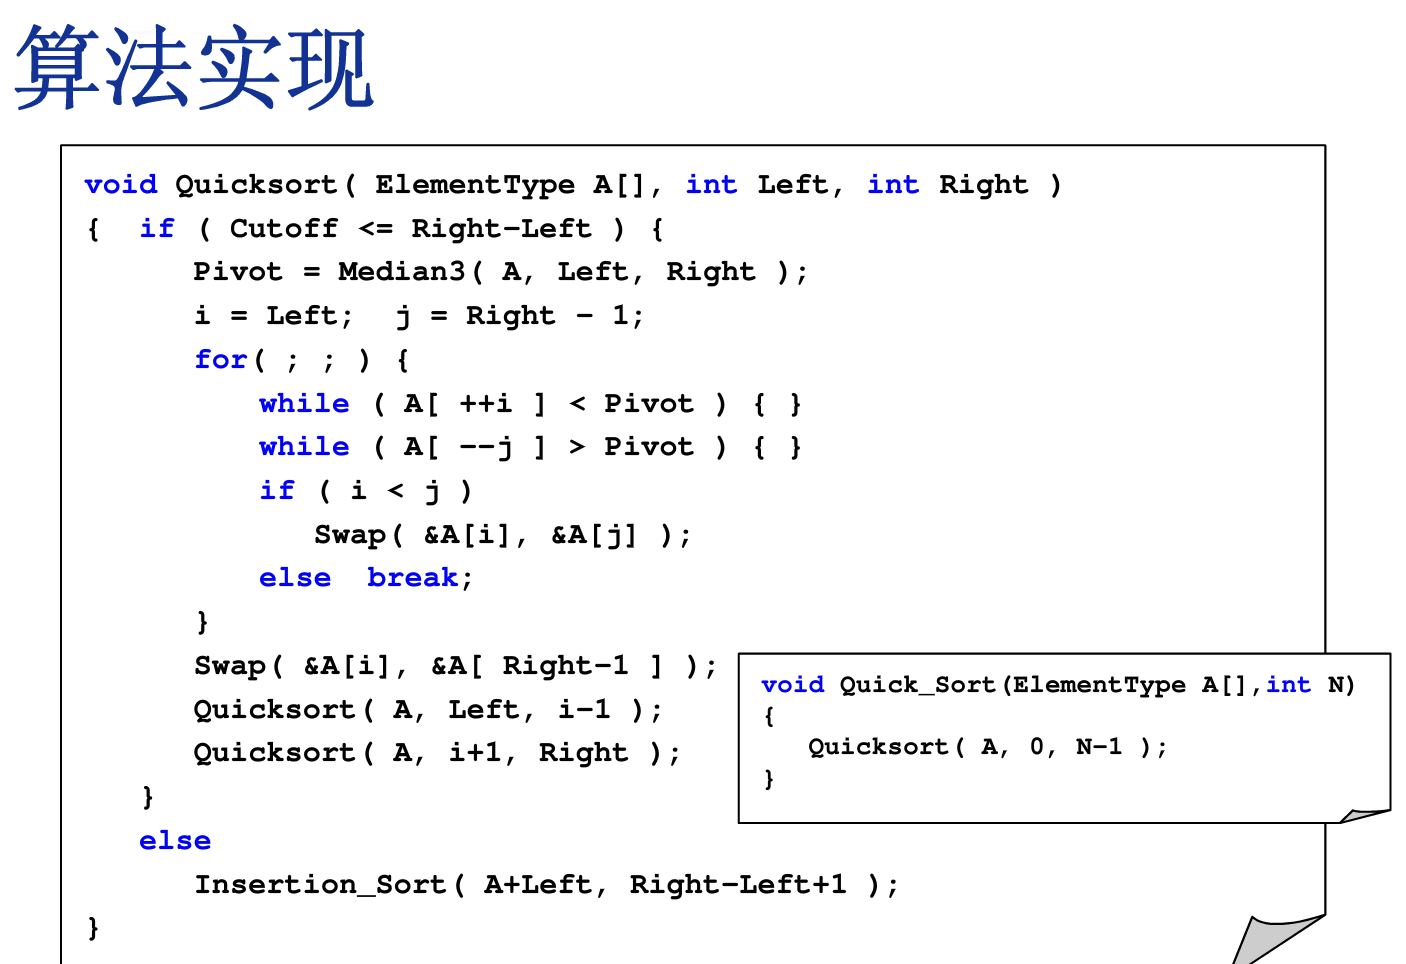 算法实现
void Quicksort( ElementType A[], int Left, int Right )
{  if ( Cutoff <= Right-Left ) {
      Pivot = Median3( A, Left, Right );
      i = Left;  j = Right - 1;
      for( ; ; ) {
         while ( A[ ++i ] < Pivot ) { }
         while ( A[ --j ] > Pivot ) { }
         if ( i < j )
            Swap( &A[i], &A[j] );
         else  break;
      }
      Swap( &A[i], &A[ Right-1 ] );
      Quicksort( A, Left, i-1 );
      Quicksort( A, i+1, Right );
   }
   else
      Insertion_Sort( A+Left, Right-Left+1 );
}
void Quick_Sort(ElementType A[],int N)
{
   Quicksort( A, 0, N-1 );
}